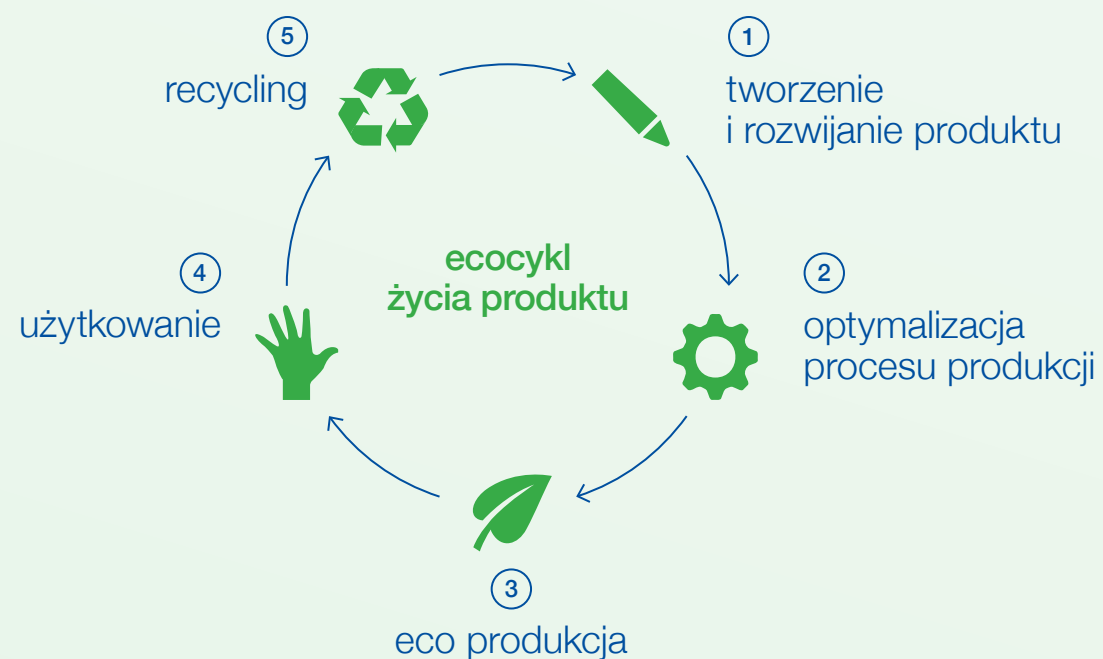 ecocykl
życia produktu
1
tworzenie
i rozwijanie produktu
2
optymalizacja
procesu produkcji
3
eco produkcja
4
użytkowanie
5
recycling